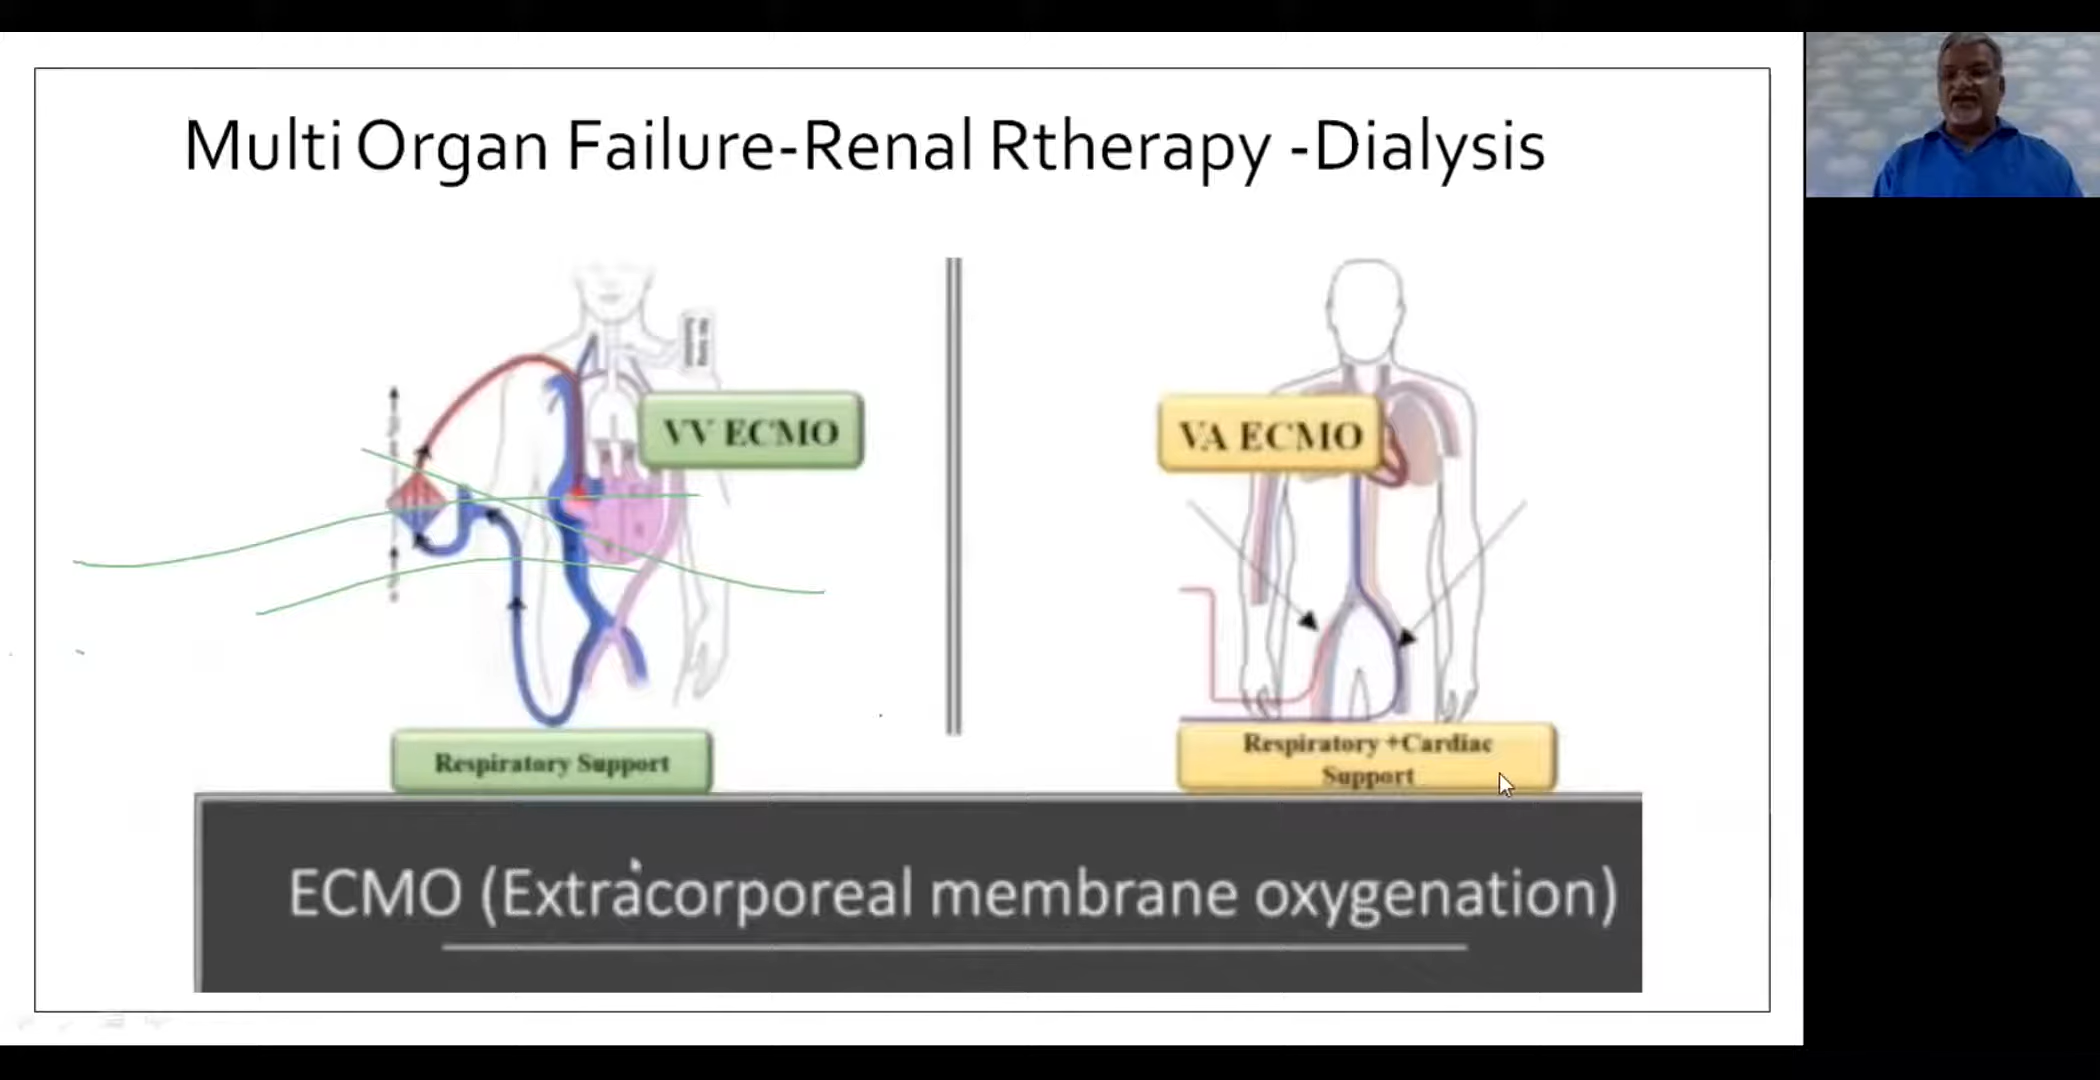 Multi Organ Failure-Renal Rtherapy -Dialysis
VV ECMO
VA ECMO
Respiratory Support
Respiratory +Cardiac
Support
ECMO (Extracorporeal membrane oxygenation)